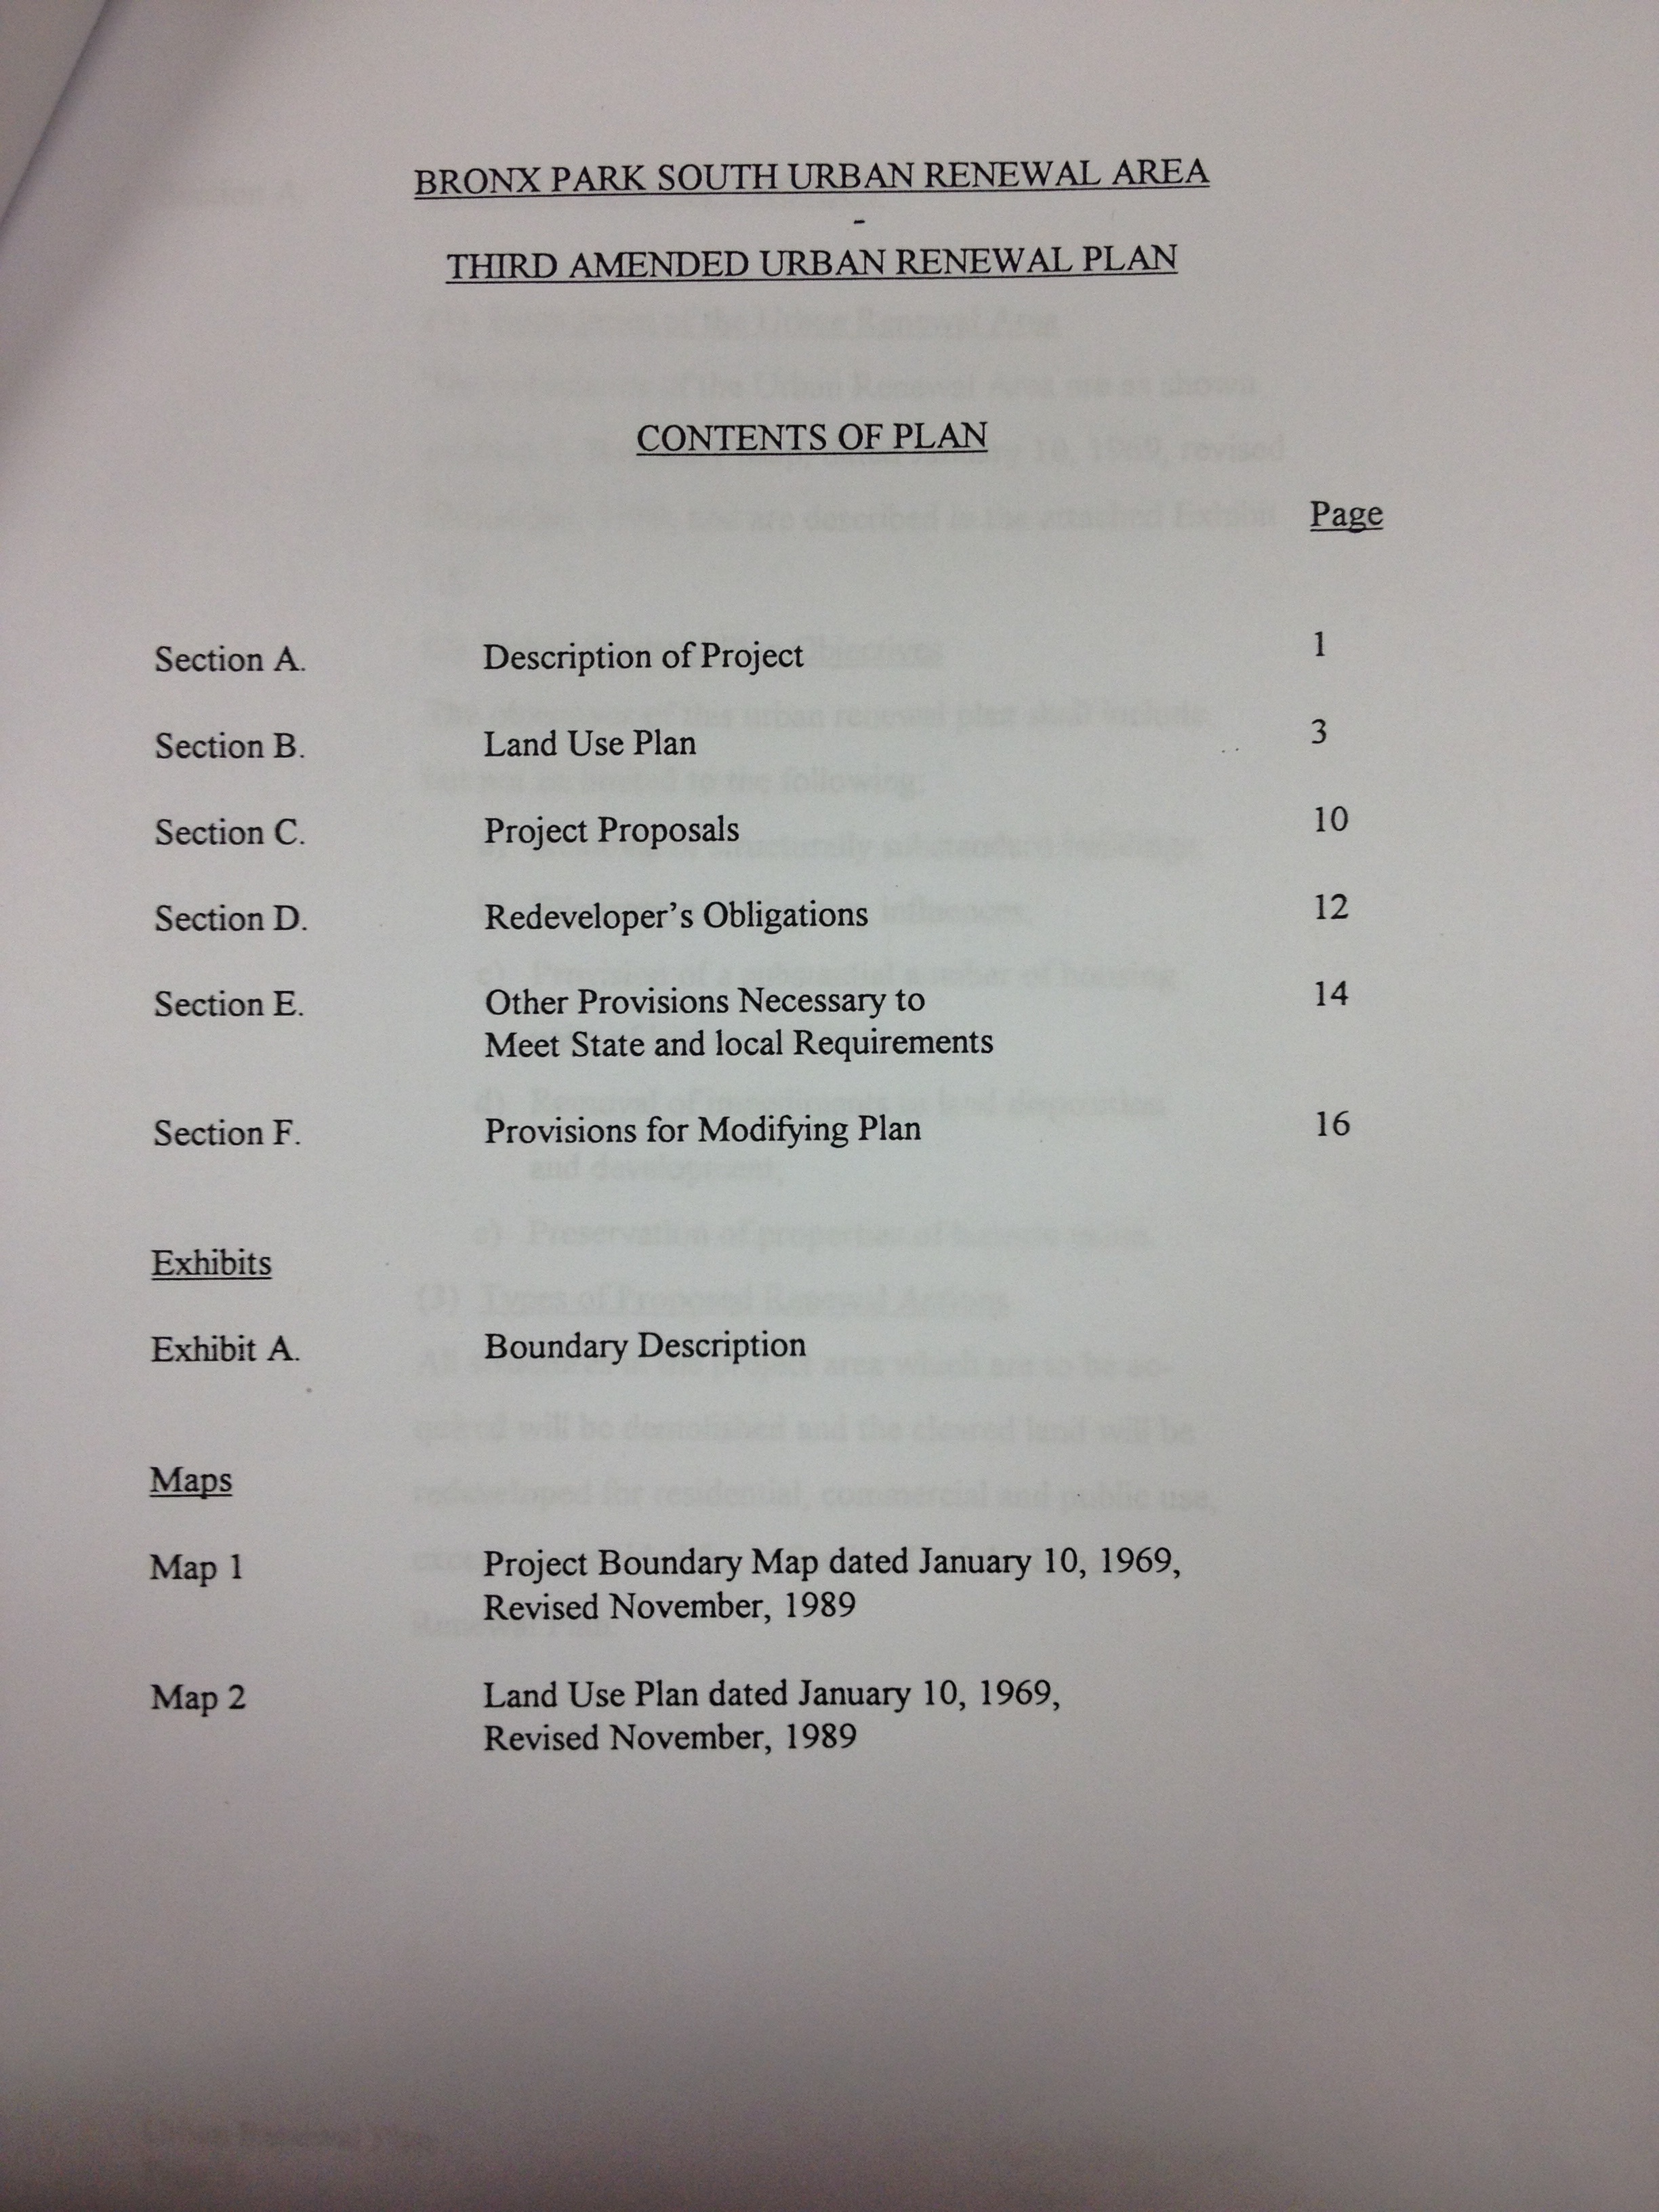 BRONX PARK SOUTH URBAN RENEWAL AREA
-
THIRD AMENDED URBAN RENEWAL PLAN
CONTENTS OF PLAN
Page
Section A. Description of Project 1
Section B. Land Use Plan 3
Section C. Project Proposals 10
Section D. Redeveloper's Obligations 12
Section E. Other Provisions Necessary to 14
Meet State and local Requirements
Section F. Provisions for Modifying Plan 16
Exhibits
Exhibit A. Boundary Description
Maps
Map 1 Project Boundary Map dated January 10, 1969,
Revised November, 1989
Map 2 Land Use Plan dated January 10, 1969,
Revised November, 1989